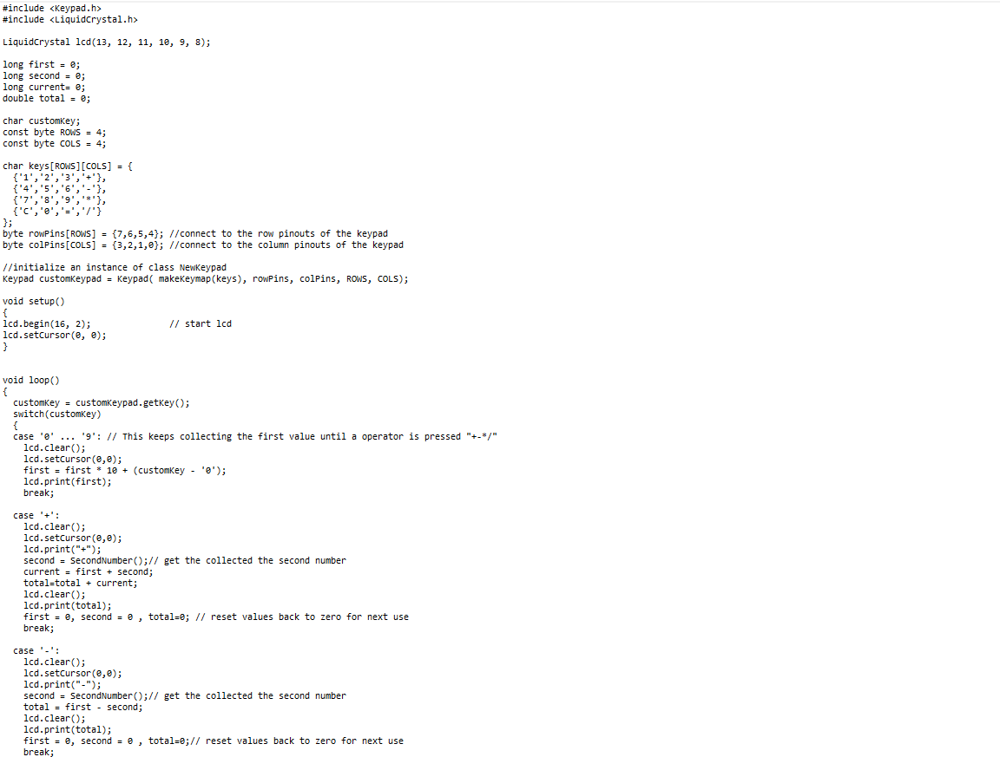 #include <Keypad.h>
#include <LiquidCrystal.h>

LiquidCrystal lcd(13, 12, 11, 10, 9, 8);

long first = 0;
long second = 0;
long current= 0;
double total = 0;

char customKey;
const byte ROWS = 4;
const byte COLS = 4;

char keys[ROWS][COLS] = {
  {'1','2','3','+'},
  {'4','5','6','-'},
  {'7','8','9','*'},
  {'C','0','=','/'}
};
byte rowPins[ROWS] = {7,6,5,4}; //connect to the row pinouts of the keypad
byte colPins[COLS] = {3,2,1,0}; //connect to the column pinouts of the keypad

//initialize an instance of class NewKeypad
Keypad customKeypad = Keypad( makeKeymap(keys), rowPins, colPins, ROWS, COLS);

void setup()
{
lcd.begin(16, 2);               // start lcd
lcd.setCursor(0, 0);
}


void loop()
{
  customKey = customKeypad.getKey();
  switch(customKey)
  {
  case '0' ... '9': // This keeps collecting the first value until a operator is pressed "+-*/"
    lcd.clear();
    lcd.setCursor(0,0);
    first = first * 10 + (customKey - '0');
    lcd.print(first);
    break;

  case '+':
    lcd.clear();
    lcd.setCursor(0,0);
    lcd.print("+");
    second = SecondNumber();// get the collected the second number
    current = first + second;
    total=total + current;
    lcd.clear();
    lcd.print(total);
    first = 0, second = 0 , total=0; // reset values back to zero for next use
    break;

  case '-':
    lcd.clear();
    lcd.setCursor(0,0);
    lcd.print("-");
    second = SecondNumber();// get the collected the second number
    total = first - second;
    lcd.clear();
    lcd.print(total);
    first = 0, second = 0 , total=0;// reset values back to zero for next use
    break;